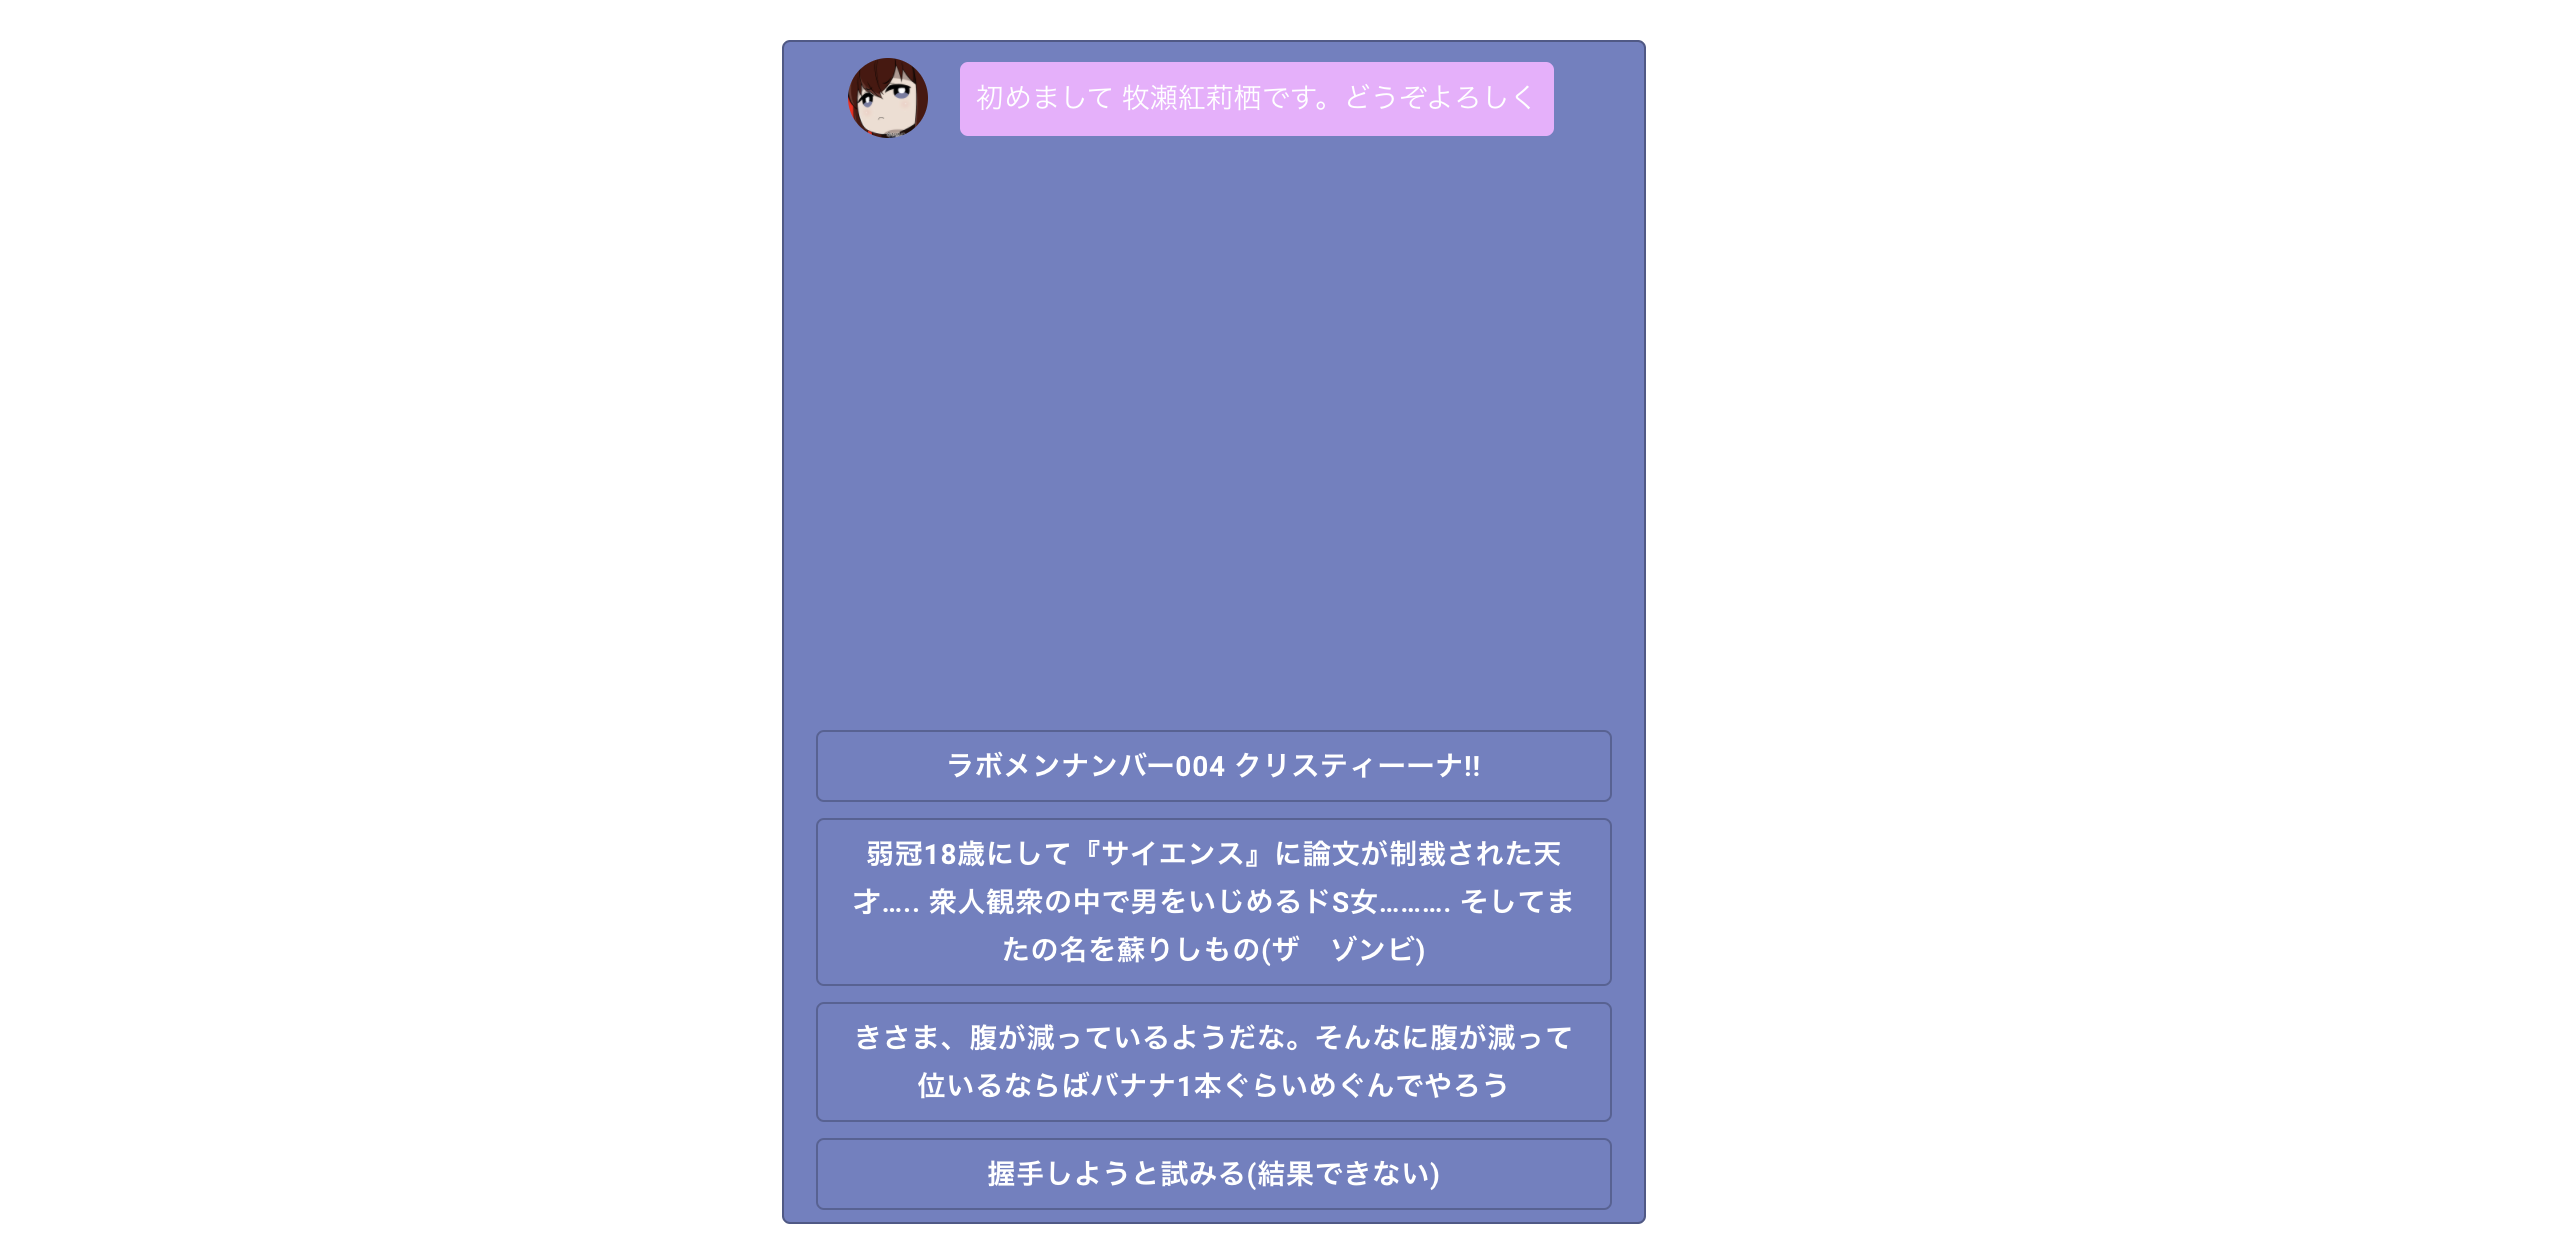 初めまして 牧瀬紅莉栖です。どうぞよろしく
ラボメンナンバー004 クリスティーーナ!!
弱冠18歳にして『サイエンス』に論文が制裁された天
才..... 衆人観衆の中で男をいじめるドS女.......... そしてま
たの名を蘇りしもの(ザ　ゾンビ)
きさま、腹が減っているようだな。そんなに腹が減って
位いるならばバナナ1本ぐらいめぐんでやろう
握手しようと試みる(結果できない)